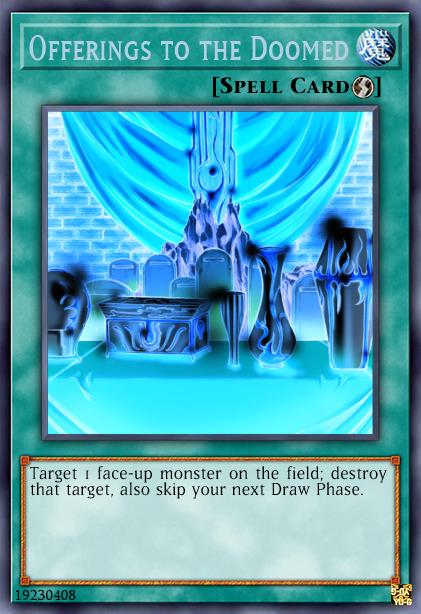 OFFERINGS TO THE DOOMED 魔
[SPELL CARD]
Target 1 face-up monster on the field; destroy
that target, also skip your next Draw Phase.
19230408